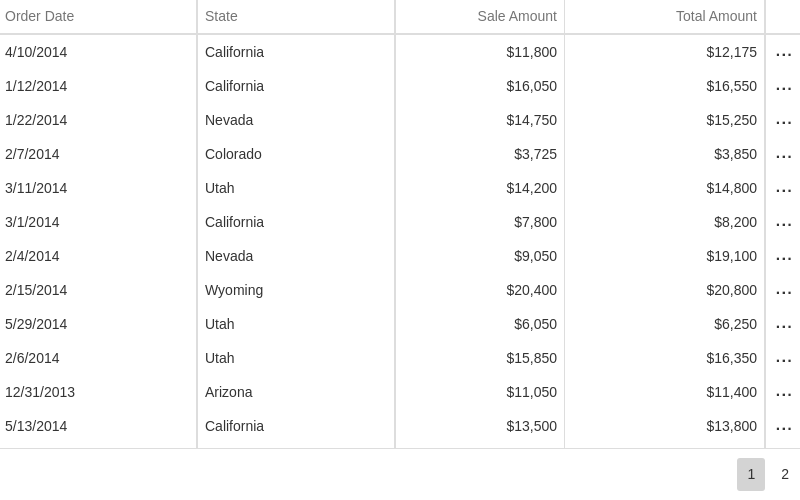 Order Date State Sale Amount Total Amount
4/10/2014 California $11,800 $12,175 ...
1/12/2014 California $16,050 $16,550 ...
1/22/2014 Nevada $14,750 $15,250 ...
2/7/2014 Colorado $3,725 $3,850 ...
3/11/2014 Utah $14,200 $14,800 ...
3/1/2014 California $7,800 $8,200 ...
2/4/2014 Nevada $9,050 $19,100 ...
2/15/2014 Wyoming $20,400 $20,800 ...
5/29/2014 Utah $6,050 $6,250 ...
2/6/2014 Utah $15,850 $16,350 ...
12/31/2013 Arizona $11,050 $11,400 ...
5/13/2014 California $13,500 $13,800 ...
1 2